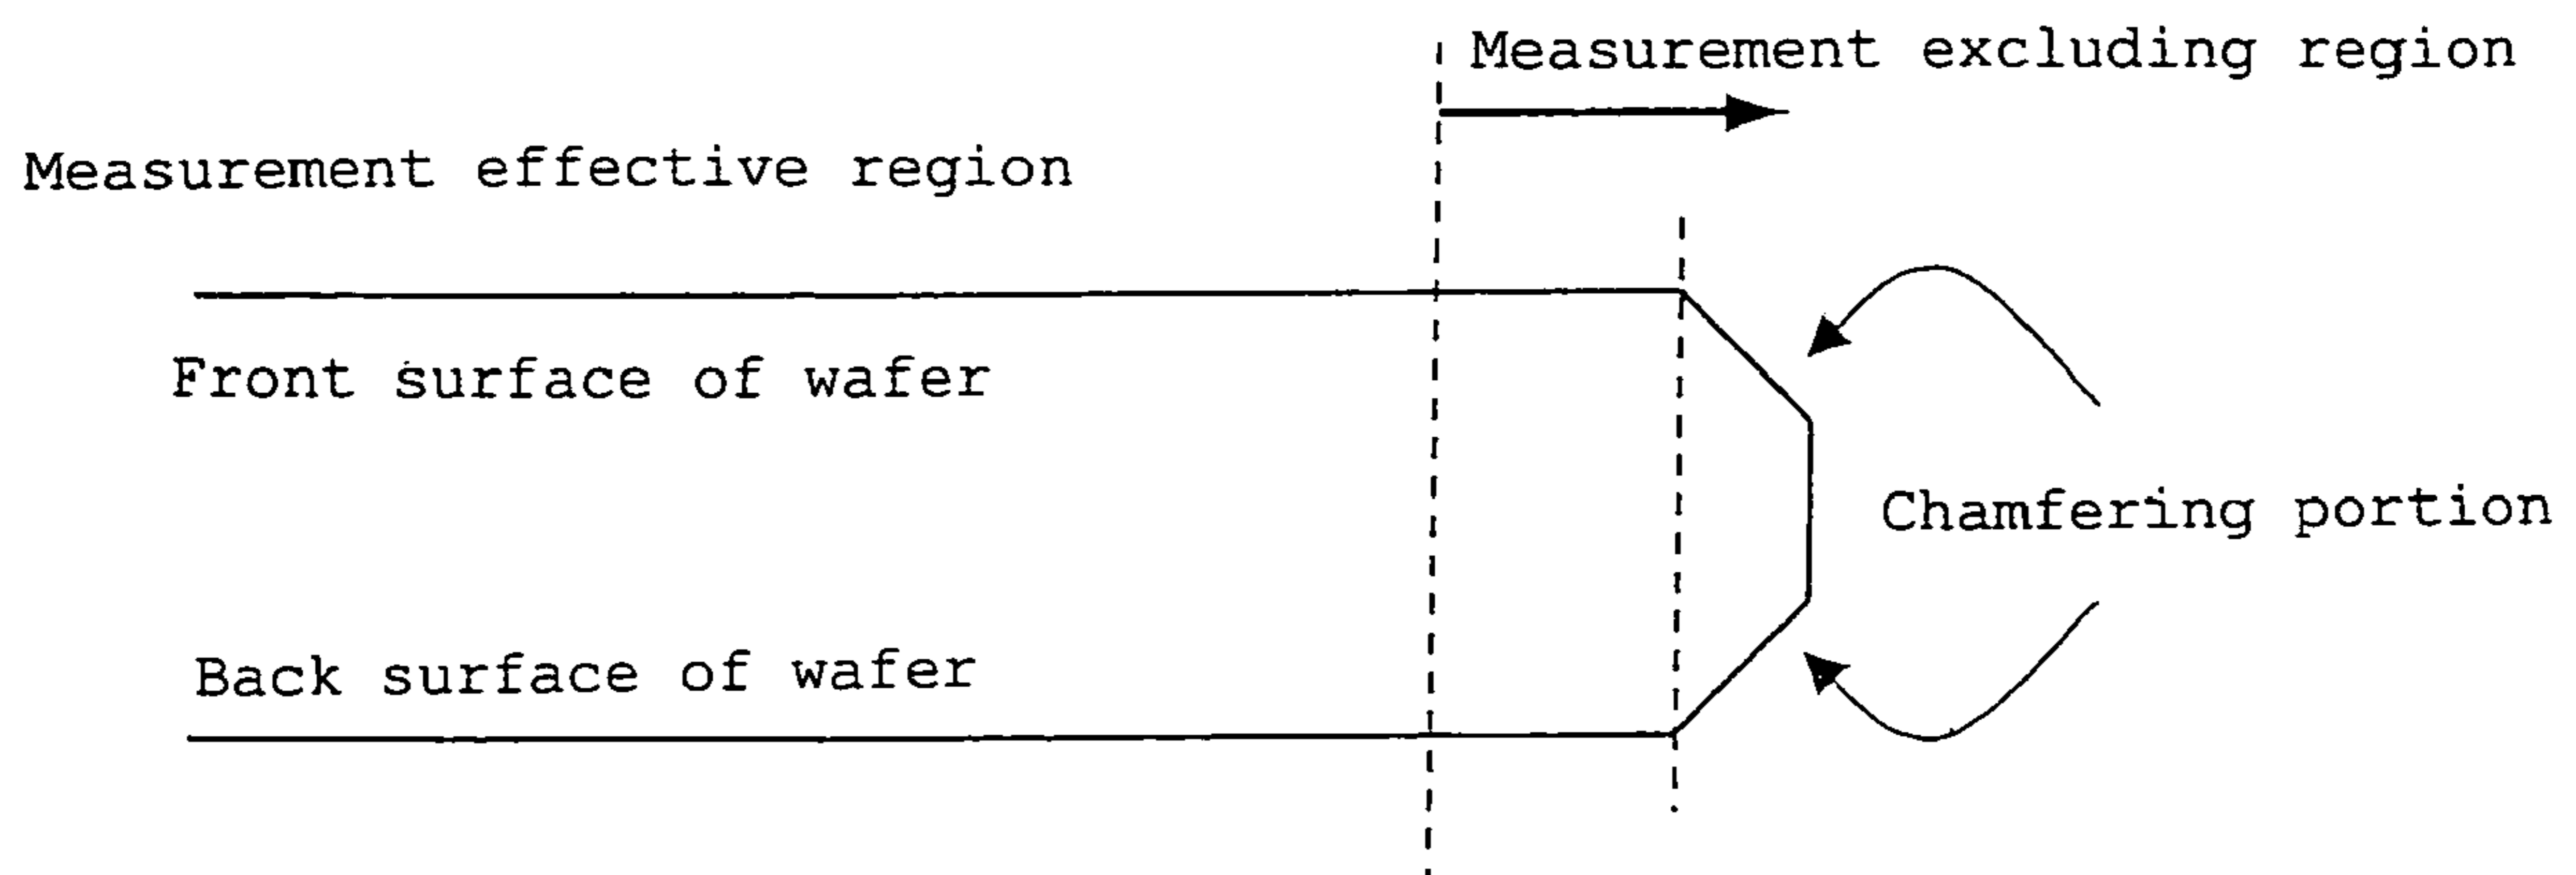 Measurement excluding region
Measurement effective region
Front surface of wafer
Chamfering portion
Back surface of wafer